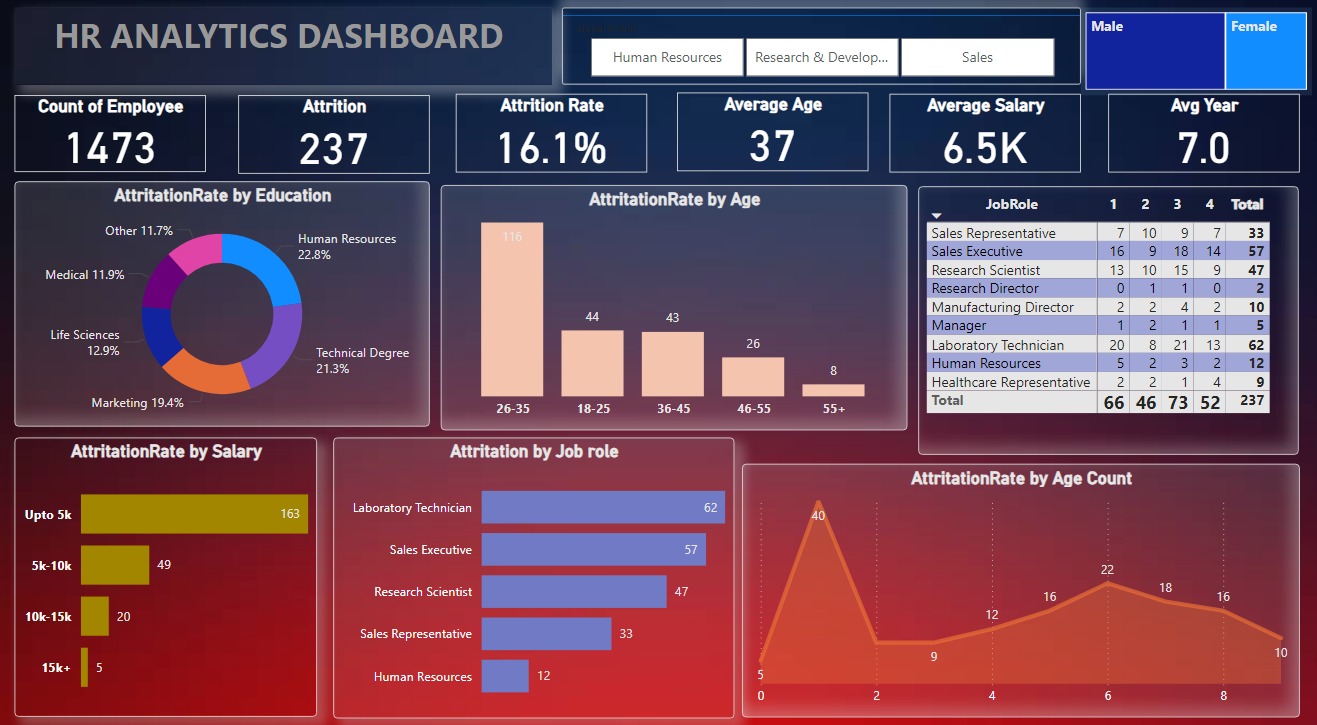 HR ANALYTICS DASHBOARD
Human Resources
Research & Develop...
Sales
Male
Female
Count of Employee
1473
Attrition
237
Attrition Rate
16.1%
Average Age
37
Average Salary
6.5K
Avg Year
7.0
AttritationRate by Education
Other 11.7%
Human Resources
22.8%
Medical 11.9%
Life Sciences
12.9%
Technical Degree
21.3%
Marketing 19.4%
AttritationRate by Age
116
44
43
26
8
26-35 18-25 36-45 46-55 55+
JobRole 1 2 3 4 Total
Sales Representative 7 10 9 7 33
Sales Executive 16 9 18 14 57
Research Scientist 13 10 15 9 47
Research Director 0 1 1 0 2
Manufacturing Director 2 2 4 2 10
Manager 1 2 1 1 5
Laboratory Technician 20 8 21 13 62
Human Resources 5 2 3 2 12
Healthcare Representative 2 2 1 4 9
Total 66 46 73 52 237
AttritationRate by Salary
Upto 5k 163
5k-10k 49
10k-15k 20
15k+ 5
Attritation by Job role
Laboratory Technician 62
Sales Executive 57
Research Scientist 47
Sales Representative 33
Human Resources 12
AttritationRate by Age Count
5
40
9
12
16
22
18
16
10
0 2 4 6 8